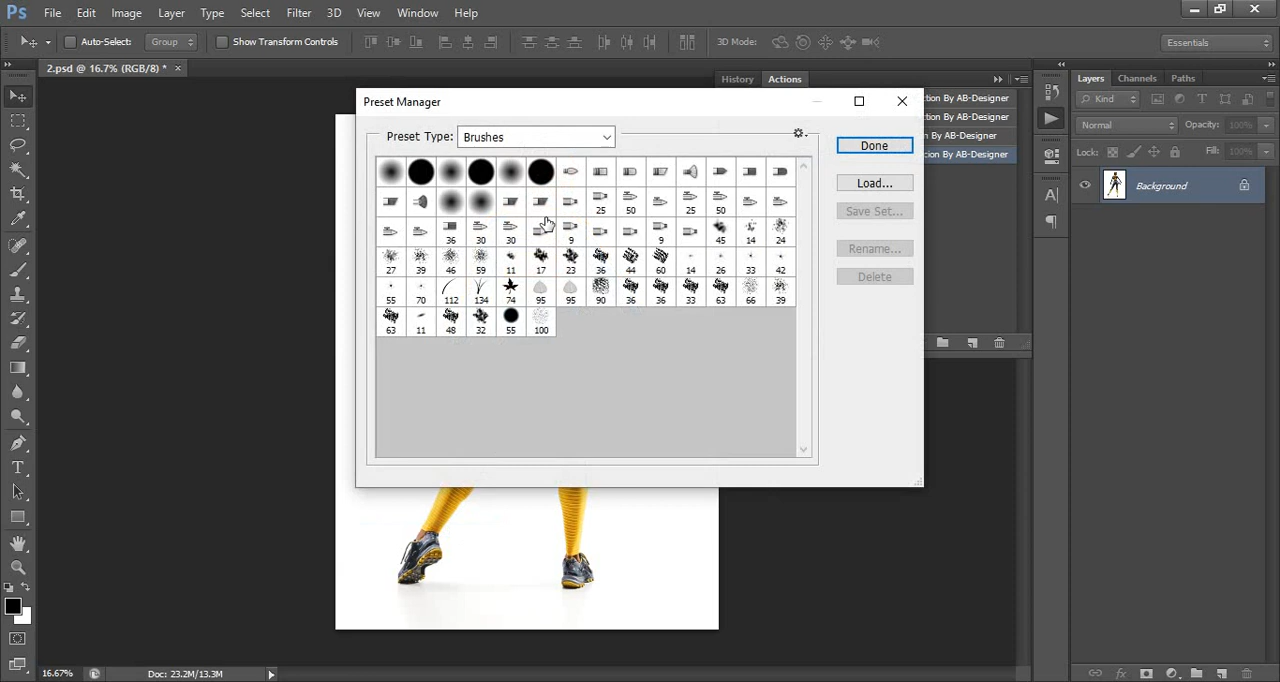 Ps File Edit Image Layer Type Select Filter 3D View Window Help
Auto-Select: Group Show Transform Controls 3D Mode: Essentials
2.psd @ 16.7% (RGB/8) * ×
History Actions
Layers Channels Paths
Kind
Normal Opacity: 100%
Lock: Fill: 100%
Background
ction By AB-Designer
ction By AB-Designer
n By AB-Designer
cion By AB-Designer
Preset Manager
Preset Type: Brushes
Done
Load...
Save Set...
Rename...
Delete
25 50 25 50
36 30 30 9 9 45 14 24
27 39 46 59 11 17 23 36 44 60 14 26 33 42
55 70 112 134 74 95 95 90 36 36 33 63 66 39
63 11 48 32 55 100
16.67% Doc: 23.2M/13.3M